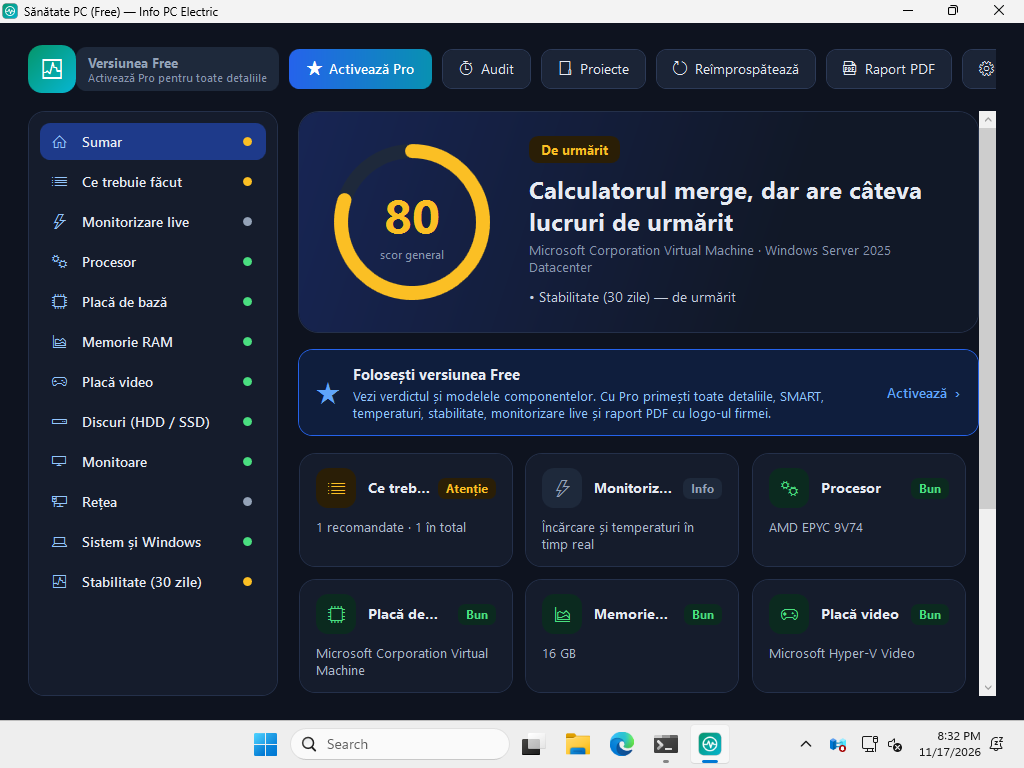 Sănătate PC (Free) — Info PC Electric
Versiunea Free
Activează Pro pentru toate detaliile
Activează Pro
Audit
Proiecte
Reîmprospătează
Raport PDF
Sumar
Ce trebuie făcut
Monitorizare live
Procesor
Placă de bază
Memorie RAM
Placă video
Discuri (HDD / SSD)
Monitoare
Rețea
Sistem și Windows
Stabilitate (30 zile)
80
scor general
De urmărit
Calculatorul merge, dar are câteva
lucruri de urmărit
Microsoft Corporation Virtual Machine · Windows Server 2025
Datacenter
• Stabilitate (30 zile) — de urmărit
Folosești versiunea Free
Vezi verdictul și modelele componentelor. Cu Pro primești toate detaliile, SMART,
temperaturi, stabilitate, monitorizare live și raport PDF cu logo-ul firmei.
Activează ›
Ce treb... Atenție
1 recomandate · 1 în total
Monitoriz... Info
Încărcare și temperaturi în
timp real
Procesor Bun
AMD EPYC 9V74
Placă de... Bun
Microsoft Corporation Virtual
Machine
Memorie... Bun
16 GB
Placă video Bun
Microsoft Hyper-V Video
Search
8:32 PM
11/17/2026